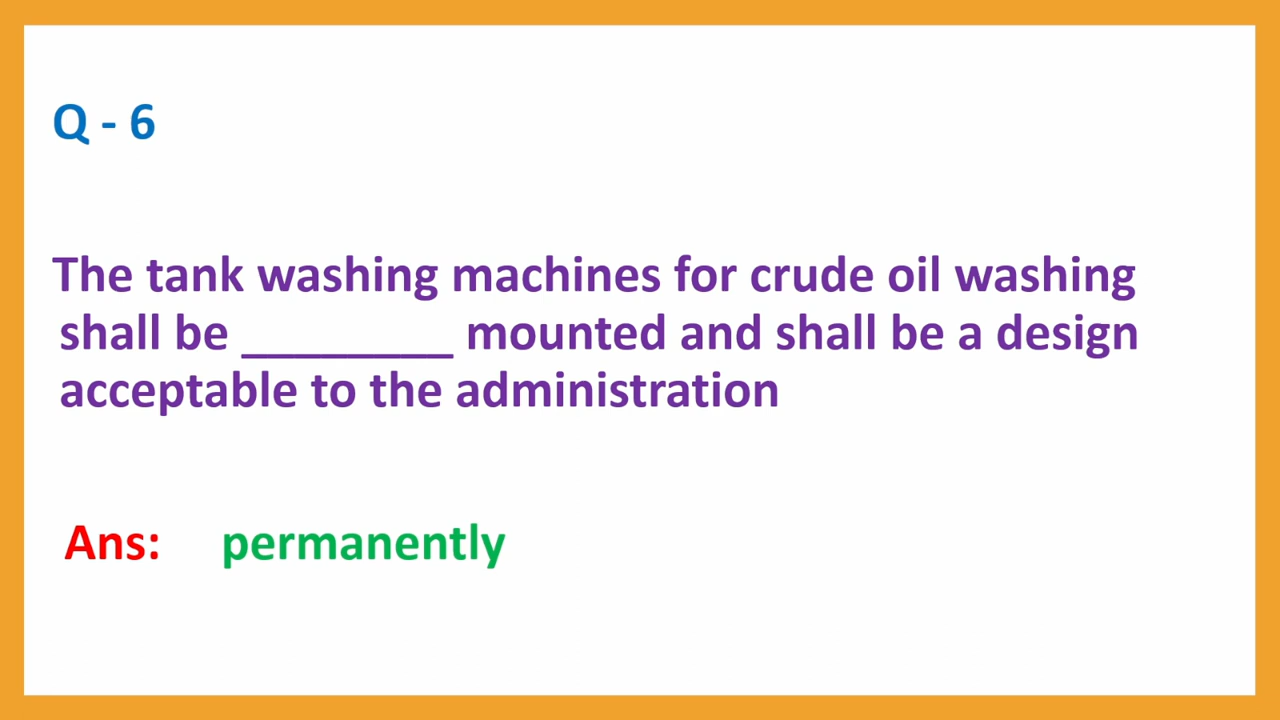 Q - 6
The tank washing machines for crude oil washing
shall be ________ mounted and shall be a design
acceptable to the administration
Ans: permanently